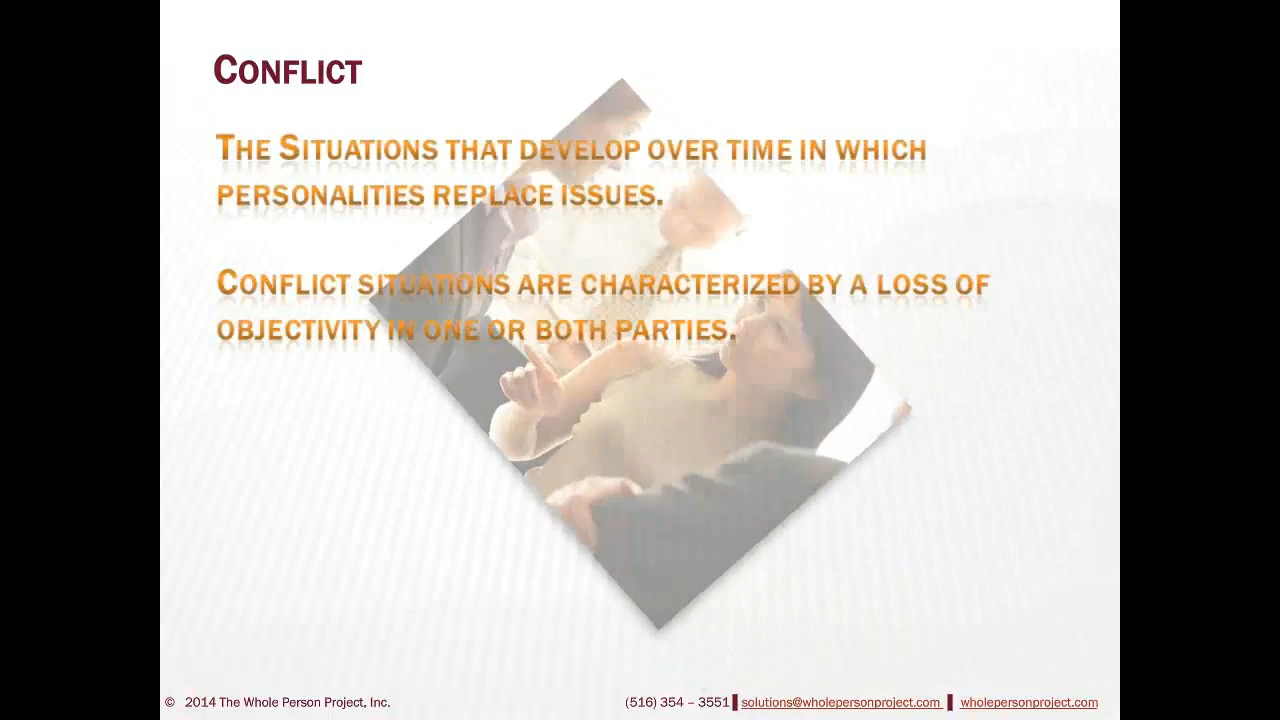 CONFLICT
THE SITUATIONS THAT DEVELOP OVER TIME IN WHICH
PERSONALITIES REPLACE ISSUES.
CONFLICT SITUATIONS ARE CHARACTERIZED BY A LOSS OF
OBJECTIVITY IN ONE OR BOTH PARTIES.
© 2014 The Whole Person Project, Inc. (516) 354 – 3551 | solutions@wholepersonproject.com | wholepersonproject.com